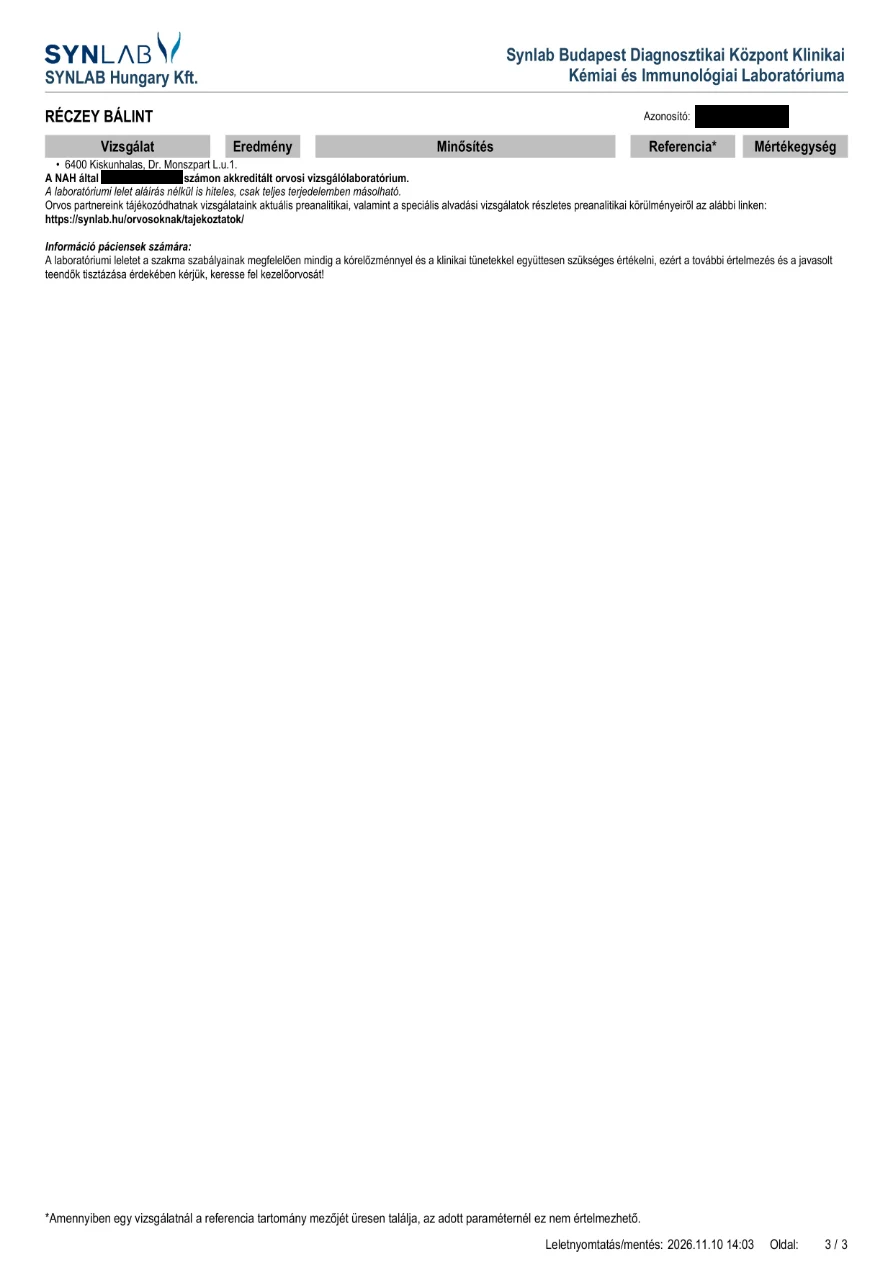 SYNLAB
SYNLAB Hungary Kft.
Synlab Budapest Diagnosztikai Központ Klinikai
Kémiai és Immunológiai Laboratóriuma
RÉCZEY BÁLINT
Azonosító:
Vizsgálat Eredmény Minősítés Referencia* Mértékegység
• 6400 Kiskunhalas, Dr. Monszpart L.u.1.
A NAH által számon akkreditált orvosi vizsgálólaboratórium.
A laboratóriumi lelet aláírás nélkül is hiteles, csak teljes terjedelemben másolható.
Orvos partnereink tájékozódhatnak vizsgálataink aktuális preanalitikai, valamint a speciális alvadási vizsgálatok részletes preanalitikai körülményeiről az alábbi linken:
https://synlab.hu/orvosoknak/tajekoztatok/
Információ páciensek számára:
A laboratóriumi leletet a szakma szabályainak megfelelően mindig a kórelőzménnyel és a klinikai tünetekkel együttesen szükséges értékelni, ezért a további értelmezés és a javasolt
teendők tisztázása érdekében kérjük, keresse fel kezelőorvosát!
*Amennyiben egy vizsgálatnál a referencia tartomány mezőjét üresen találja, az adott paraméternél ez nem értelmezhető.
Leletnyomtatás/mentés: 2026.11.10 14:03 Oldal: 3 / 3